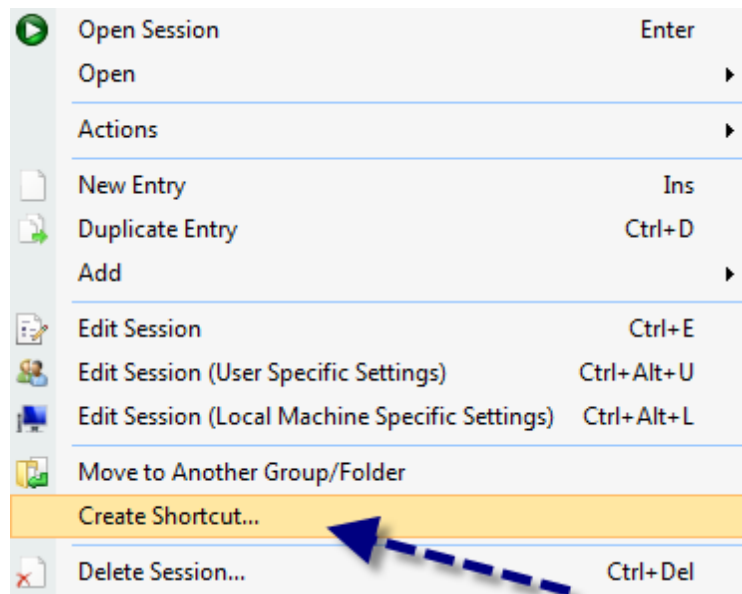 Open Session Enter
Open
Actions
New Entry Ins
Duplicate Entry Ctrl+D
Add
Edit Session Ctrl+E
Edit Session (User Specific Settings) Ctrl+Alt+U
Edit Session (Local Machine Specific Settings) Ctrl+Alt+L
Move to Another Group/Folder
Create Shortcut...
Delete Session... Ctrl+Del